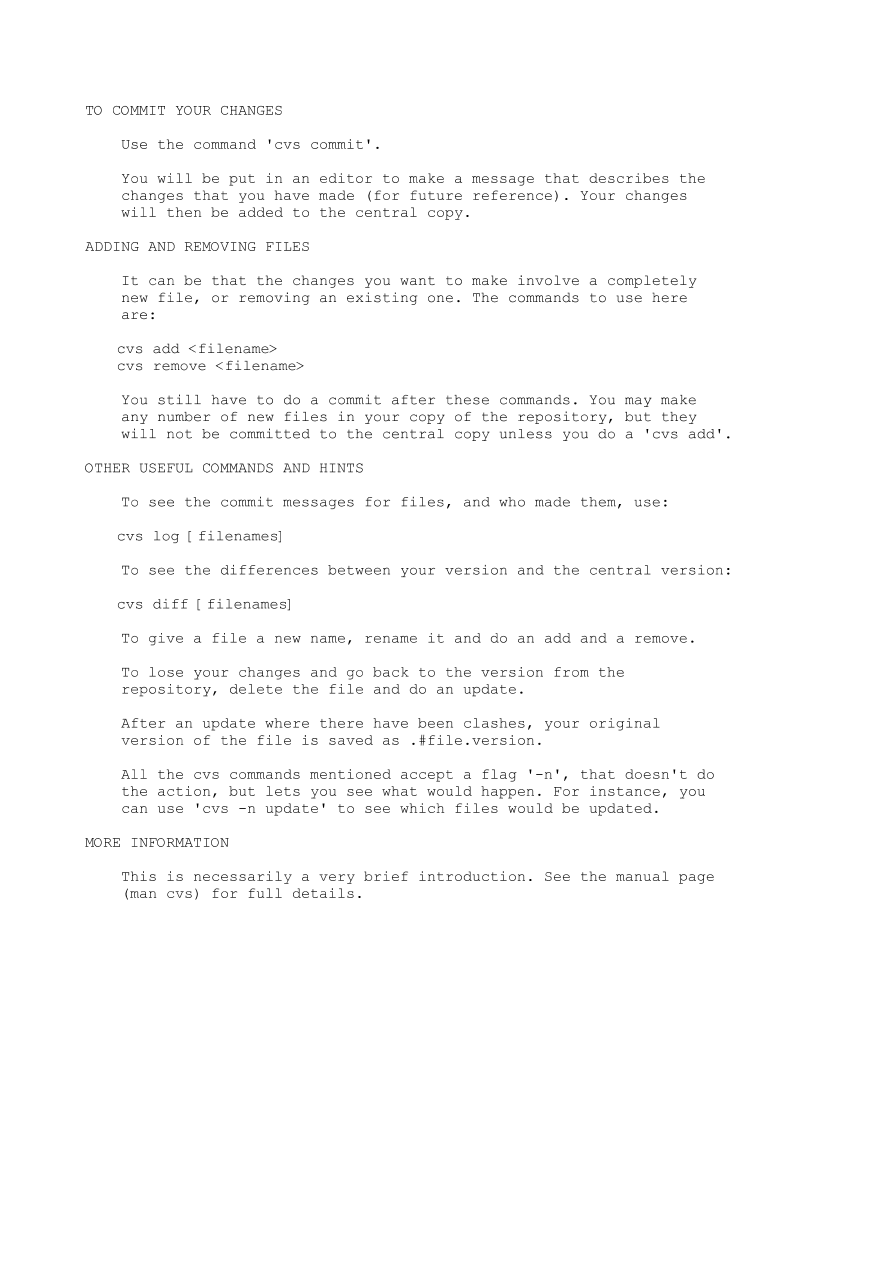 TO COMMIT YOUR CHANGES
Use the command 'cvs commit'.
You will be put in an editor to make a message that describes the
changes that you have made (for future reference). Your changes
will then be added to the central copy.
ADDING AND REMOVING FILES
It can be that the changes you want to make involve a completely
new file, or removing an existing one. The commands to use here
are:
cvs add <filename>
cvs remove <filename>
You still have to do a commit after these commands. You may make
any number of new files in your copy of the repository, but they
will not be committed to the central copy unless you do a 'cvs add'.
OTHER USEFUL COMMANDS AND HINTS
To see the commit messages for files, and who made them, use:
cvs log [filenames]
To see the differences between your version and the central version:
cvs diff [filenames]
To give a file a new name, rename it and do an add and a remove.
To lose your changes and go back to the version from the
repository, delete the file and do an update.
After an update where there have been clashes, your original
version of the file is saved as .#file.version.
All the cvs commands mentioned accept a flag '-n', that doesn't do
the action, but lets you see what would happen. For instance, you
can use 'cvs -n update' to see which files would be updated.
MORE INFORMATION
This is necessarily a very brief introduction. See the manual page
(man cvs) for full details.